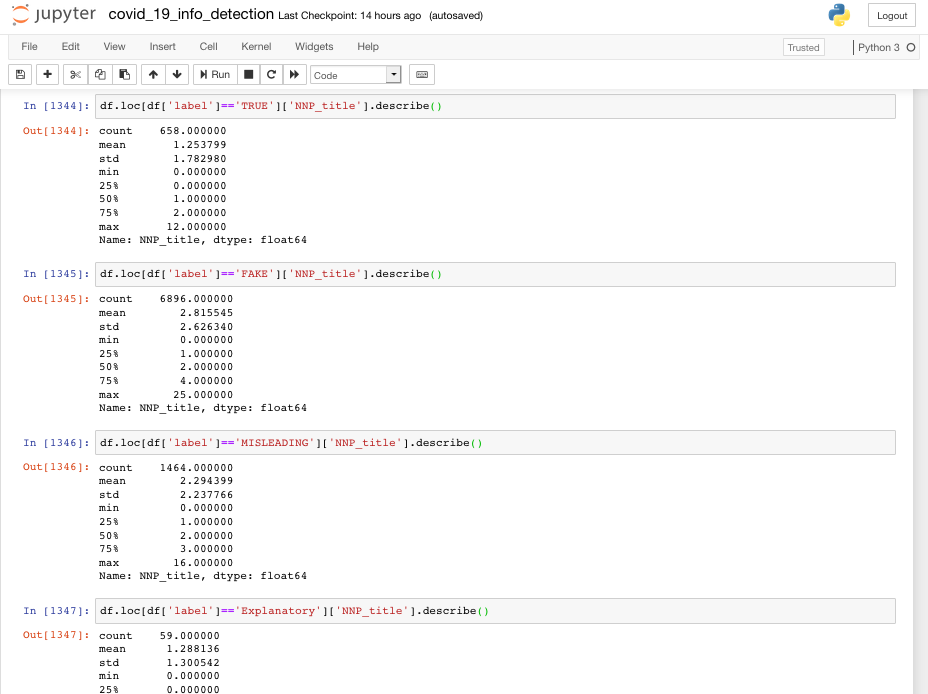 jupyter covid_19_info_detection Last Checkpoint: 14 hours ago (autosaved) Logout
File Edit View Insert Cell Kernel Widgets Help Trusted Python 3
Run Code
In [1344]: df.loc[df['label']=='TRUE']['NNP_title'].describe()
Out[1344]: count 658.000000
mean 1.253799
std 1.782980
min 0.000000
25% 0.000000
50% 1.000000
75% 2.000000
max 12.000000
Name: NNP_title, dtype: float64
In [1345]: df.loc[df['label']=='FAKE']['NNP_title'].describe()
Out[1345]: count 6896.000000
mean 2.815545
std 2.626340
min 0.000000
25% 1.000000
50% 2.000000
75% 4.000000
max 25.000000
Name: NNP_title, dtype: float64
In [1346]: df.loc[df['label']=='MISLEADING']['NNP_title'].describe()
Out[1346]: count 1464.000000
mean 2.294399
std 2.237766
min 0.000000
25% 1.000000
50% 2.000000
75% 3.000000
max 16.000000
Name: NNP_title, dtype: float64
In [1347]: df.loc[df['label']=='Explanatory']['NNP_title'].describe()
Out[1347]: count 59.000000
mean 1.288136
std 1.300542
min 0.000000
25% 0.000000